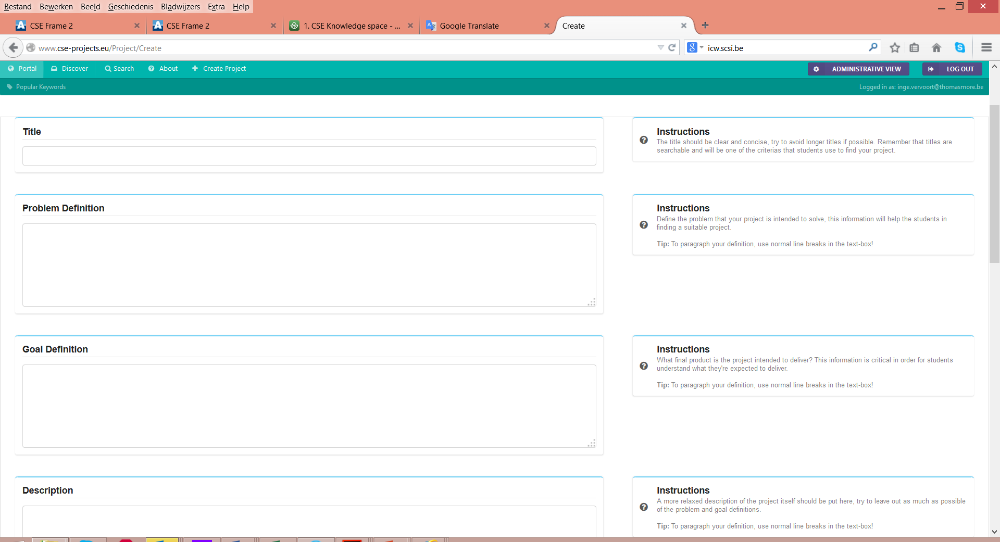 Bestand Bewerken Beeld Geschiedenis Bladwijzers Extra Help
CSE Frame 2
CSE Frame 2
1. CSE Knowledge space - ...
Google Translate
Create
www.cse-projects.eu/Project/Create
icw.scsi.be
Portal Discover Search About Create Project
ADMINISTRATIVE VIEW LOG OUT
Popular Keywords
Logged in as: inge.vervoort@thomasmore.be
Title
Instructions
The title should be clear and concise, try to avoid longer titles if possible. Remember that titles are
searchable and will be one of the criterias that students use to find your project.
Problem Definition
Instructions
Define the problem that your project is intended to solve, this information will help the students in
finding a suitable project.
Tip: To paragraph your definition, use normal line breaks in the text-box!
Goal Definition
Instructions
What final product is the project intended to deliver? This information is critical in order for students
understand what they're expected to deliver.
Tip: To paragraph your definition, use normal line breaks in the text-box!
Description
Instructions
A more relaxed description of the project itself should be put here, try to leave out as much as possible
of the problem and goal definitions.
Tip: To paragraph your definition, use normal line breaks in the text-box!